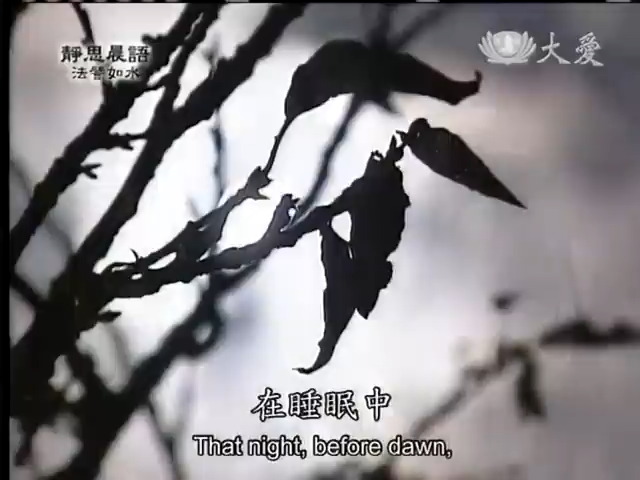 靜思晨語
法譬如水
大愛
在睡眠中
That night, before dawn,